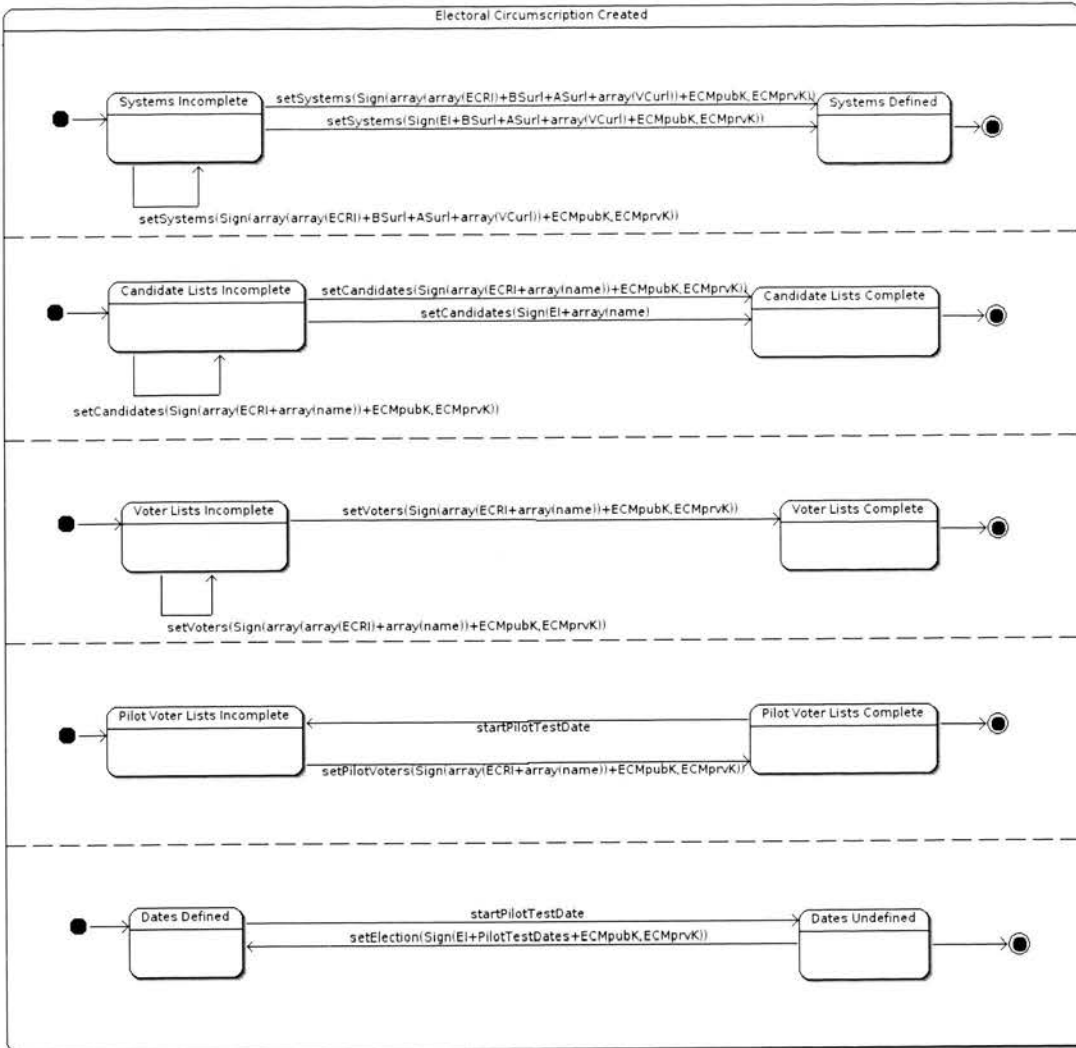 Electoral Circumscription Created
Systems Incomplete
setSystems(Sign(array(array(ECRI)+BSurl+ASurl+array(VCurl))+ECMpubK,ECMprvK))
setSystems(Sign(EI+BSurl+ASurl+array(VCurl)+ECMpubK,ECMprvK))
Systems Defined
setSystems(Sign(array(array(ECRI)+BSurl+ASurl+array(VCurl))+ECMpubK,ECMprvK))
Candidate Lists Incomplete
setCandidates(Sign(array(ECRI+array(name))+ECMpubK,ECMprvK))
setCandidates(Sign(EI+array(name)
Candidate Lists Complete
setCandidates(Sign(array(ECRI+array(name))+ECMpubK,ECMprvK))
Voter Lists Incomplete
setVoters(Sign(array(ECRI+array(name))+ECMpubK,ECMprvK))
Voter Lists Complete
setVoters(Sign(array(array(ECRI)+array(name))+ECMpubK,ECMprvK))
Pilot Voter Lists Incomplete
startPilotTestDate
setPilotVoters(Sign(array(ECRI+array(name))+ECMpubK,ECMprvK))
Pilot Voter Lists Complete
Dates Defined
startPilotTestDate
setElection(Sign(EI+PilotTestDates+ECMpubK,ECMprvK))
Dates Undefined